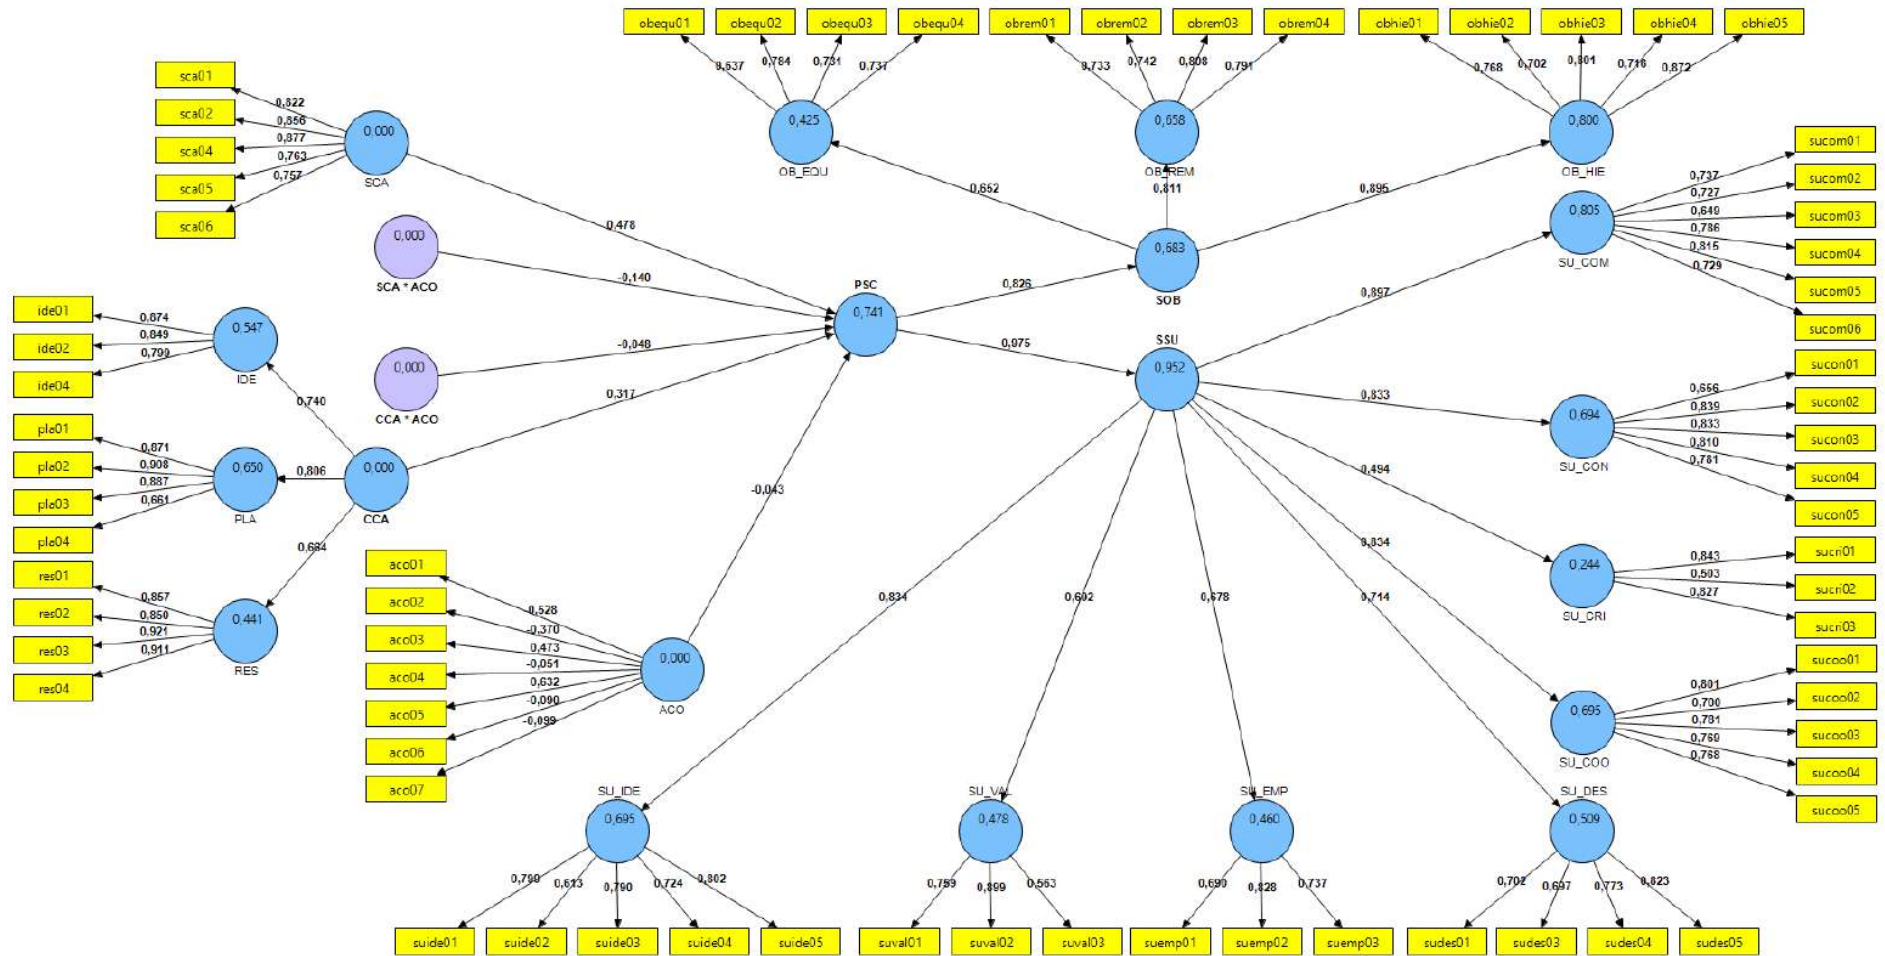 obequ01 obequ02 obequ03 obequ04 obrem01 obrem02 obrem03 obrem04 obhie01 obhie02 obhie03 obhie04 obhie05
0,637 0,784 0,731 0,737 0,733 0,742 0,808 0,791 0,768 0,702 0,801 0,716 0,872
0,425 0,658 0,800
OB_EQU OB_REM OB_HIE
0,652 0,811 0,895
sca01
sca02
sca04
sca05
sca06
0,822
0,856
0,877
0,763
0,757
0,000
SCA
0,478
0,000
SCA * ACO
-0,140
0,000
CCA * ACO
-0,048
PSC
0,741
0,317
0,826
0,975
0,683
SOB
SSU
0,952
ide01
ide02
ide04
0,874
0,849
0,547
IDE
0,740
pla01
pla02
pla03
pla04
0,871
0,908
0,887
0,661
0,650
PLA
0,806
0,000
CCA
res01
res02
res03
res04
0,857
0,850
0,921
0,911
0,441
RES
0,664
aco01
aco02
aco03
aco04
aco05
aco06
aco07
0,528
-0,370
0,473
-0,051
0,632
-0,090
-0,099
0,000
ACO
-0,043
0,897
0,833
0,494
0,834
0,714
0,678
0,834
0,805
SU_COM
0,737
0,727
0,649
0,786
0,815
0,729
sucom01
sucom02
sucom03
sucom04
sucom05
sucom06
0,694
SU_CON
0,656
0,839
0,833
0,810
0,781
sucon01
sucon02
sucon03
sucon04
sucon05
0,244
SU_CRI
0,843
0,827
sucri01
sucri02
sucri03
0,695
SU_COO
0,801
0,700
0,781
0,769
0,768
sucoo01
sucoo02
sucoo03
sucoo04
sucoo05
SU_IDE SU_VAL SU_EMP SU_DES
0,695 0,478 0,460 0,509
0,799 0,613 0,790 0,724 0,802 0,759 0,899 0,563 0,690 0,828 0,737 0,702 0,697 0,773 0,823
suide01 suide02 suide03 suide04 suide05 suval01 suval02 suval03 suemp01 suemp02 suemp03 sudes01 sudes03 sudes04 sudes05